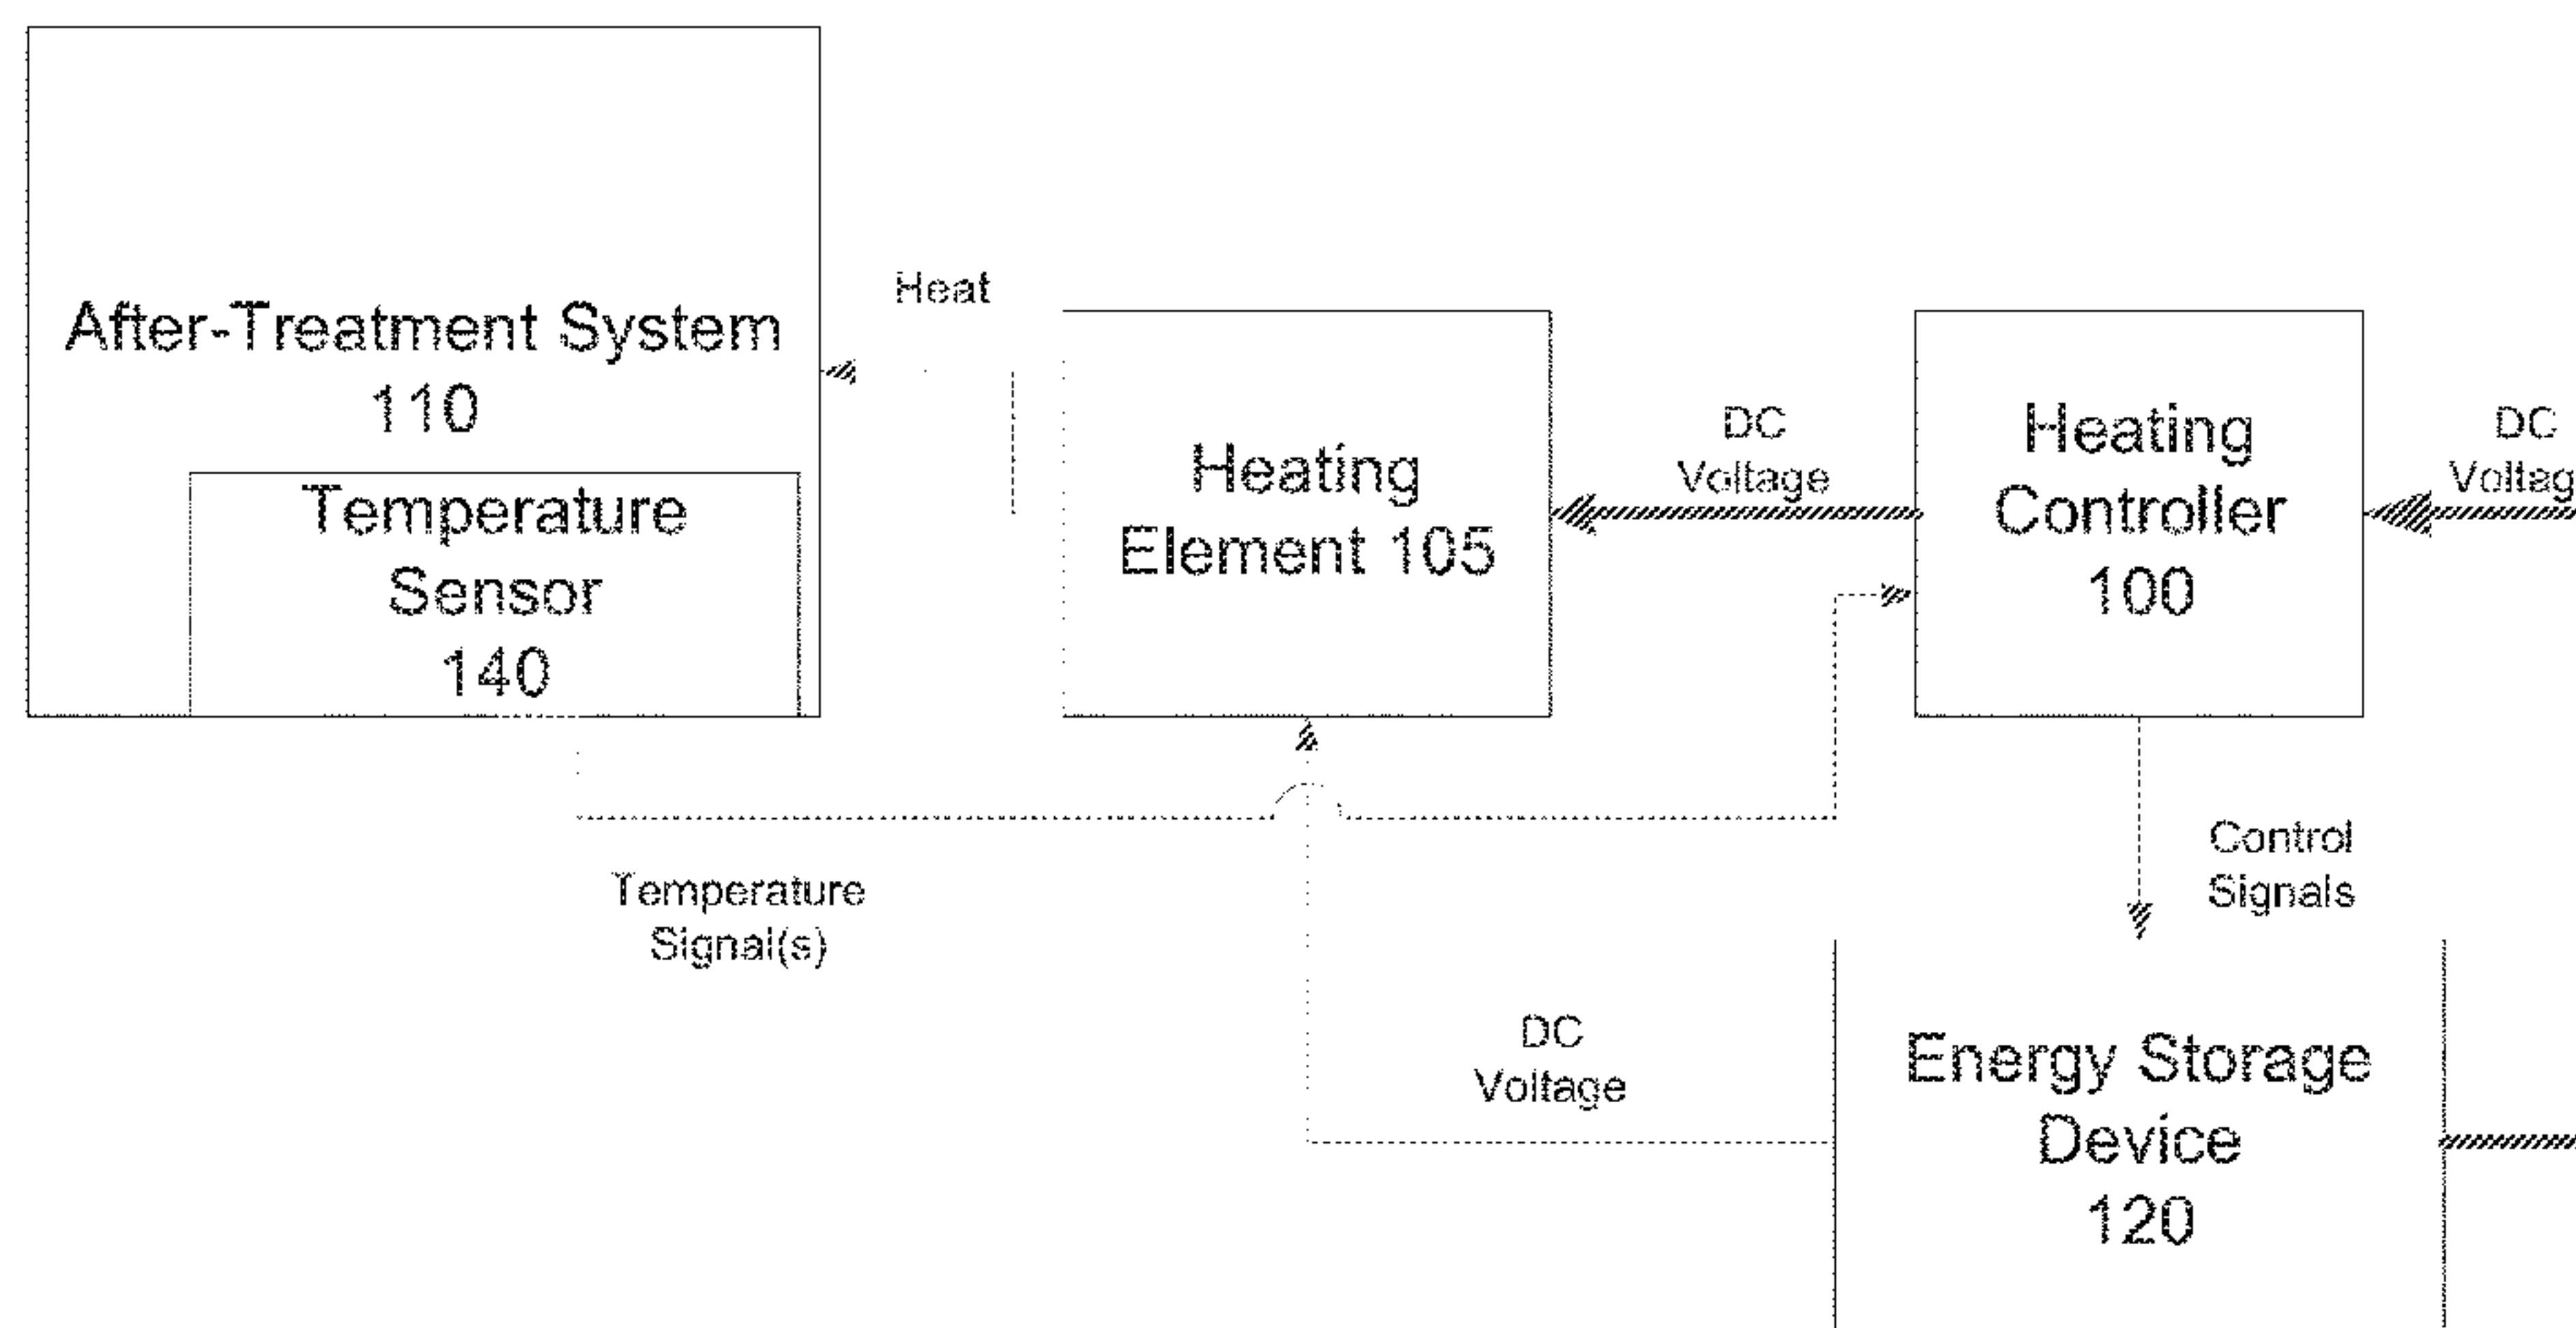 After-Treatment System
110
Temperature
Sensor
140
Heat
Heating
Element 105
DC
Voltage
Heating
Controller
100
DC
Voltag
Temperature
Signal(s)
Control
Signals
DC
Voltage
Energy Storage
Device
120